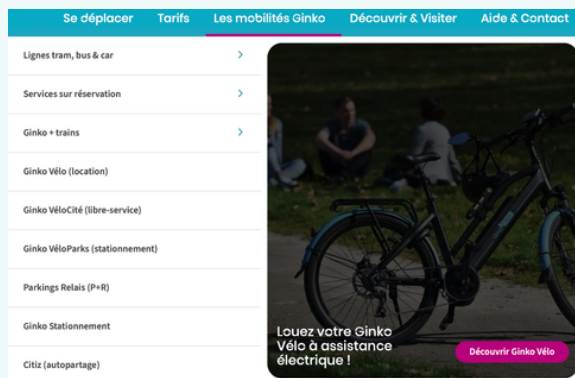 Se déplacer Tarifs Les mobilités Ginko Découvrir & Visiter Aide & Contact
Lignes tram, bus & car
Services sur réservation
Ginko + trains
Ginko Vélo (location)
Ginko VéloCité (libre-service)
Ginko VéloParks (stationnement)
Parkings Relais (P+R)
Ginko Stationnement
Citiz (autopartage)
Louez votre Ginko
Vélo à assistance
électrique !
Découvrir Ginko Vélo